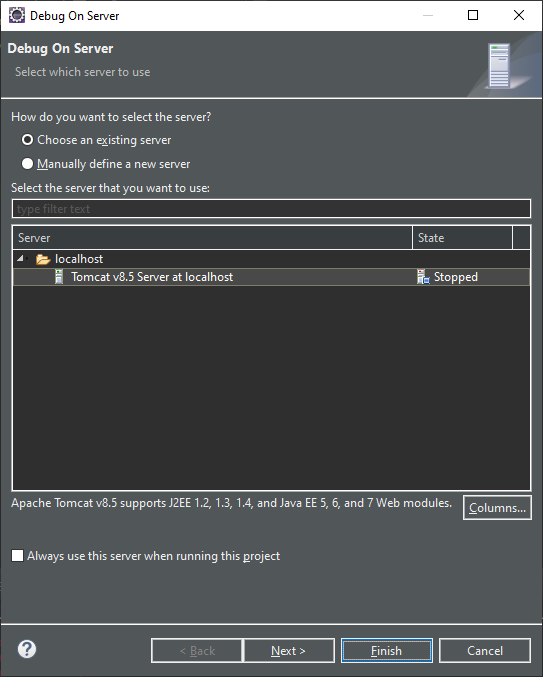 Debug On Server
Debug On Server
Select which server to use
How do you want to select the server?
Choose an existing server
Manually define a new server
Select the server that you want to use:
type filter text
Server State
localhost
Tomcat v8.5 Server at localhost Stopped
Apache Tomcat v8.5 supports J2EE 1.2, 1.3, 1.4, and Java EE 5, 6, and 7 Web modules.
Columns...
Always use this server when running this project
? < Back Next > Finish Cancel